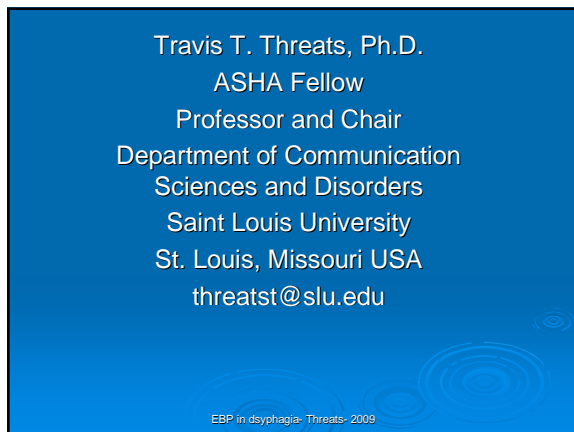 Travis T. Threats, Ph.D.
ASHA Fellow
Professor and Chair
Department of Communication
Sciences and Disorders
Saint Louis University
St. Louis, Missouri USA
threatst@slu.edu
EBP in dsyphagia- Threats- 2009